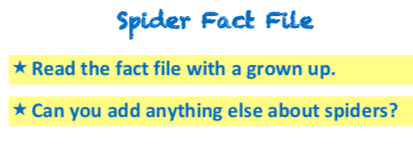 Spider Fact File
★ Read the fact file with a grown up.
★ Can you add anything else about spiders?